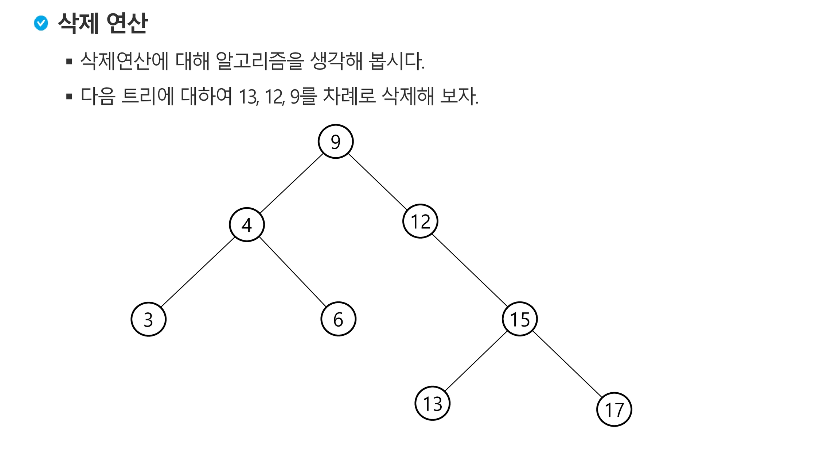 삭제 연산
▪ 삭제연산에 대해 알고리즘을 생각해 봅시다.
▪ 다음 트리에 대하여 13, 12, 9를 차례로 삭제해 보자.
9
4 12
3 6 15
13 17